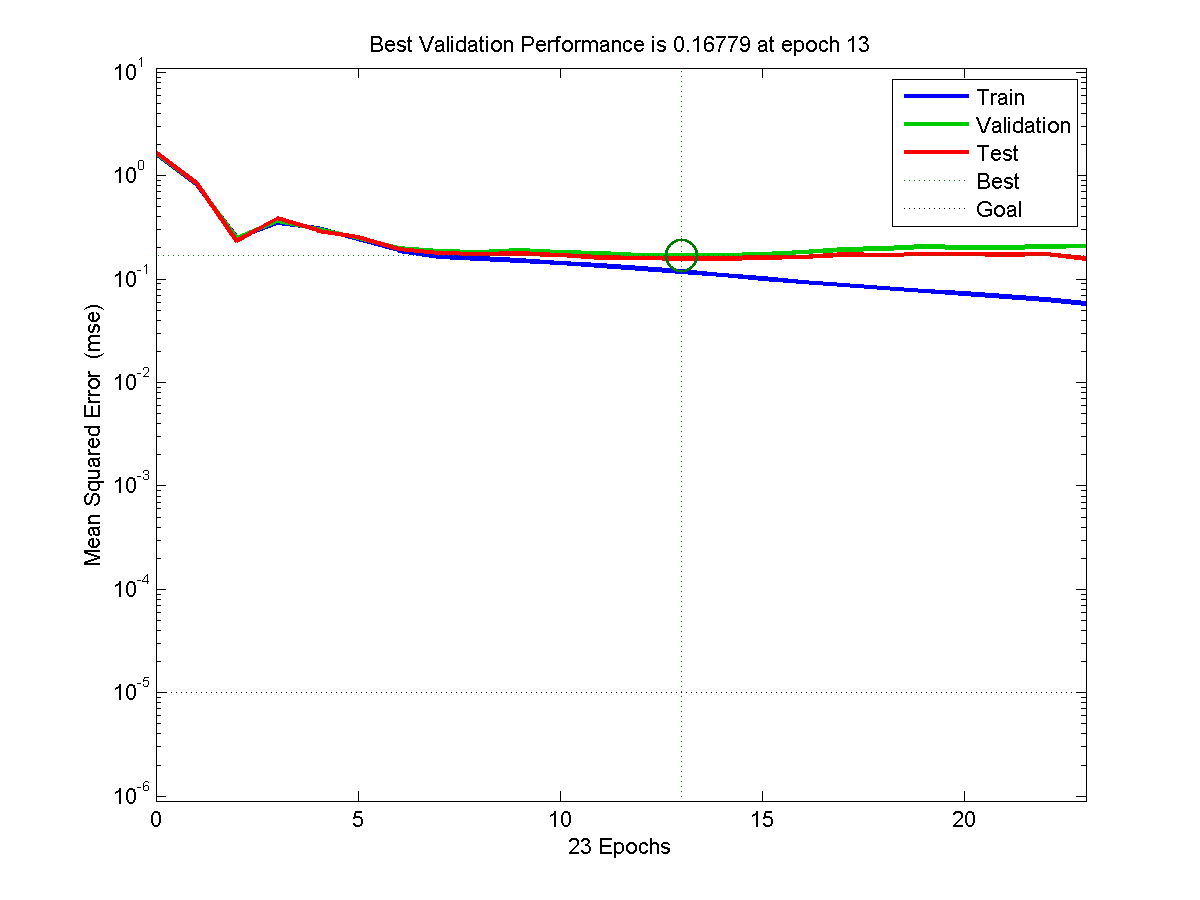 Best Validation Performance is 0.16779 at epoch 13
10^1
10^0
10^-1
10^-2
10^-3
10^-4
10^-5
10^-6
Mean Squared Error (mse)
Train
Validation
Test
Best
Goal
0 5 10 15 20
23 Epochs